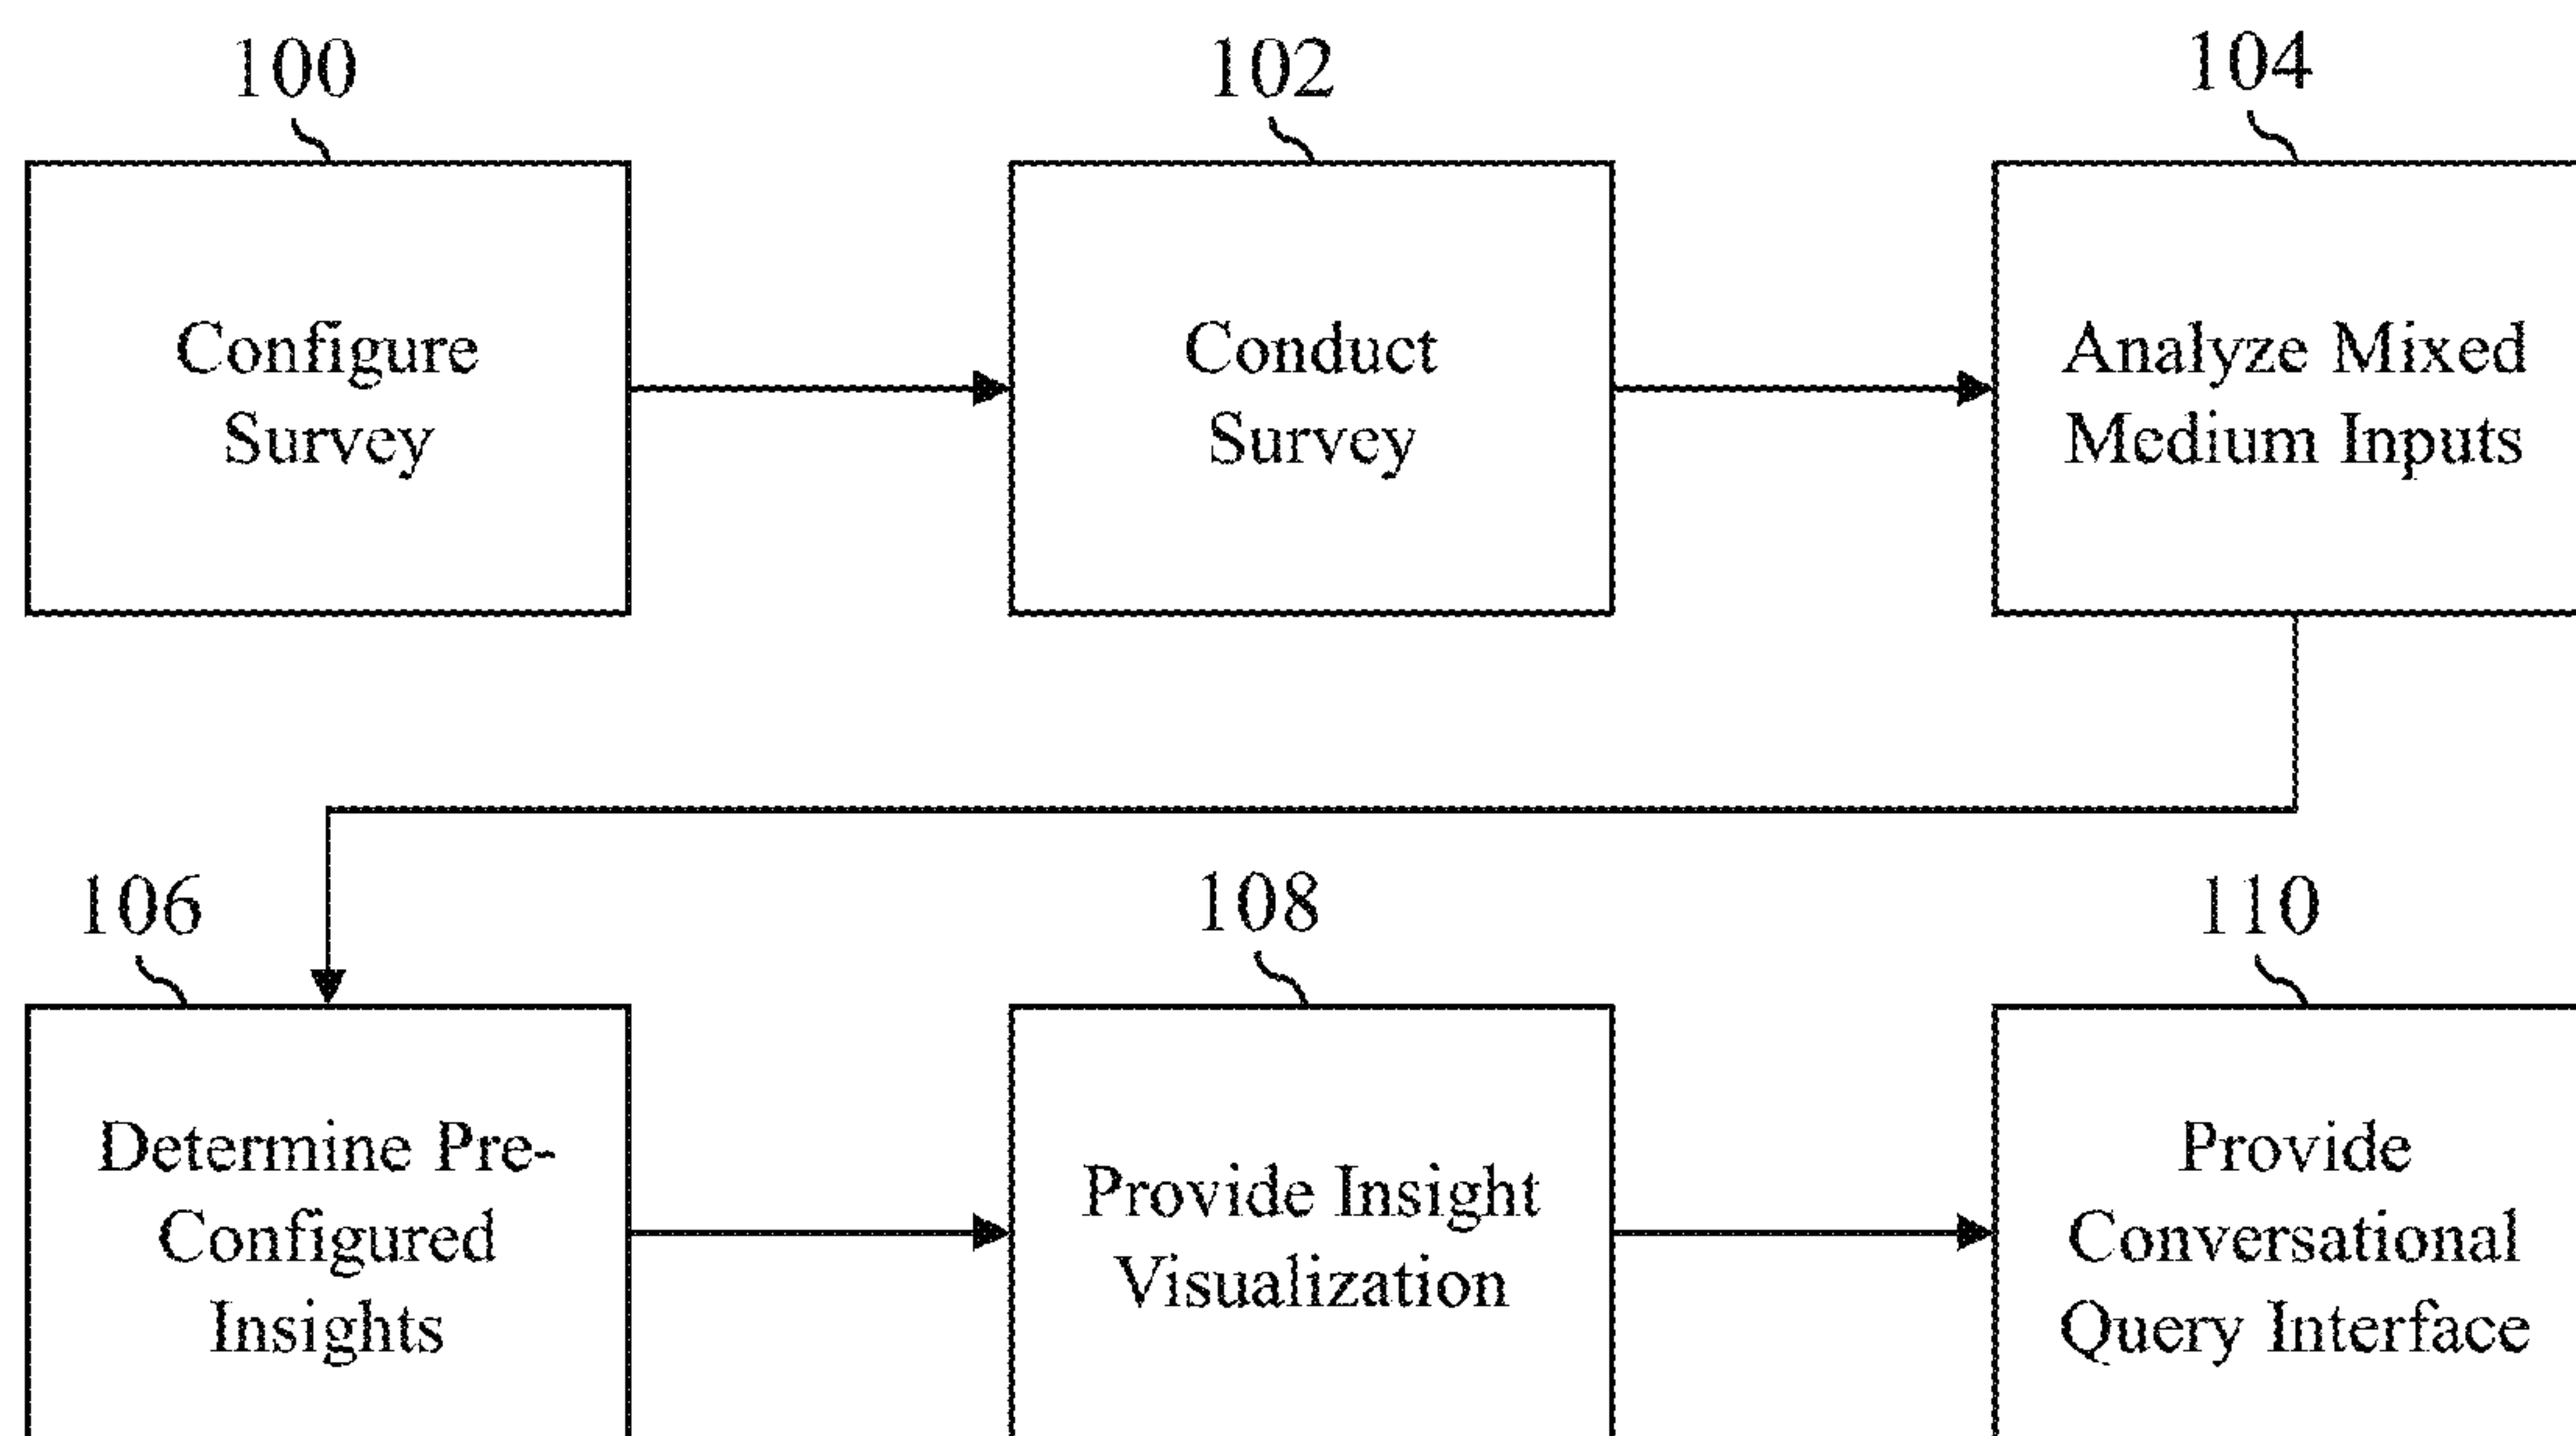 100
Configure
Survey
102
Conduct
Survey
104
Analyze Mixed
Medium Inputs
106
Determine Pre-
Configured
Insights
108
Provide Insight
Visualization
110
Provide
Conversational
Query Interface